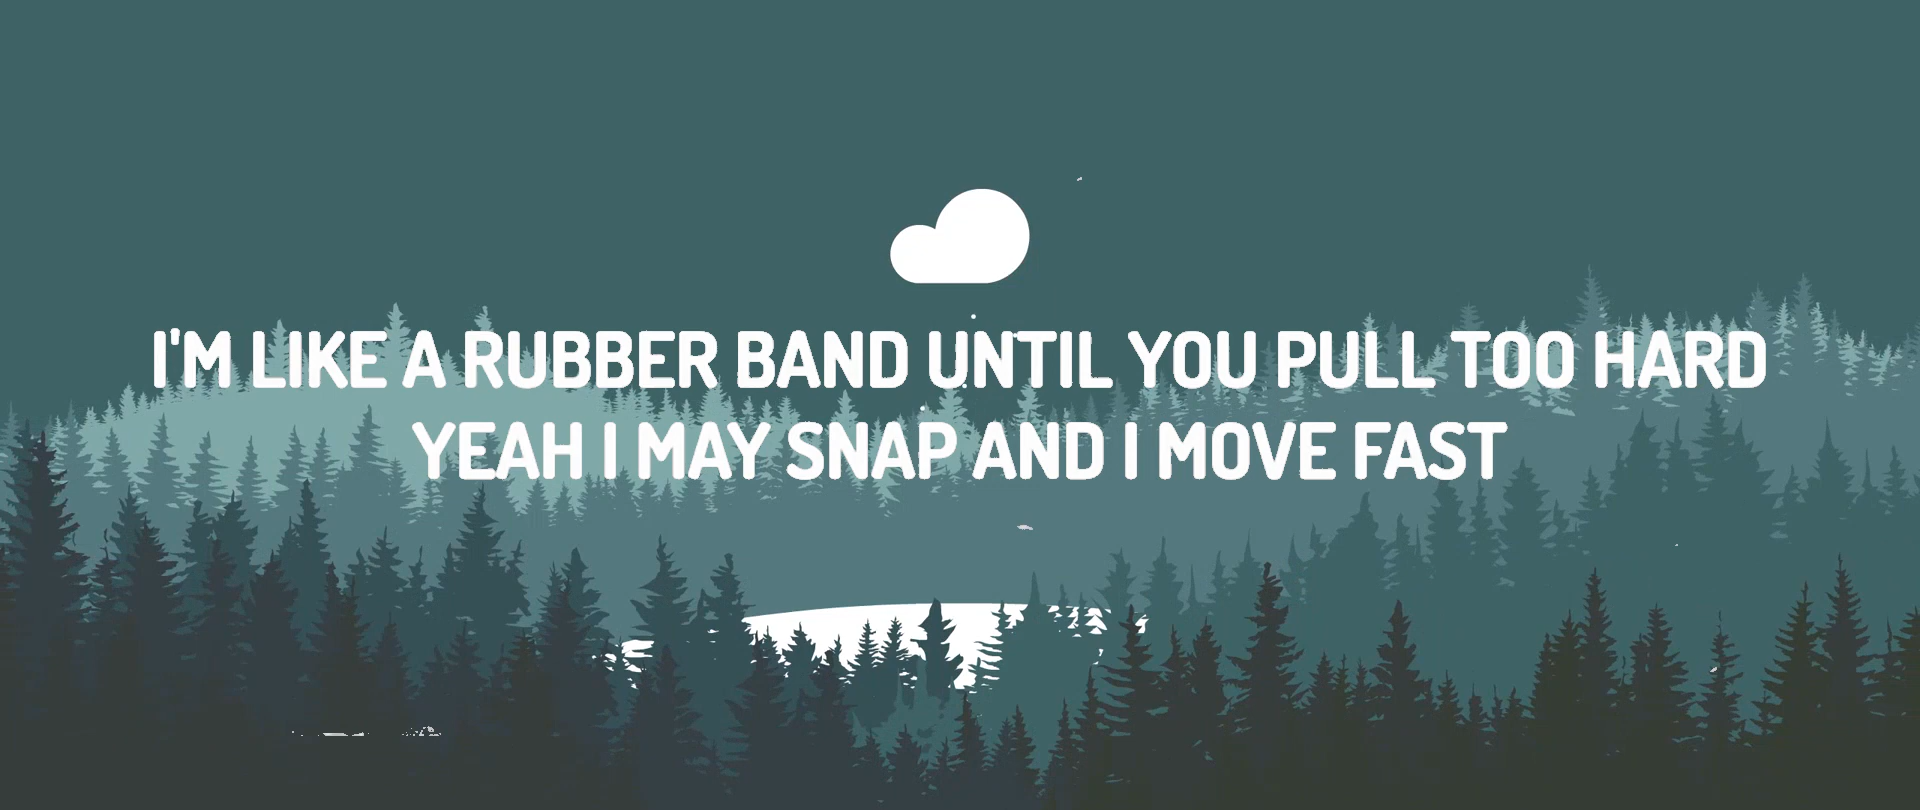 I'M LIKE A RUBBER BAND UNTIL YOU PULL TOO HARD
YEAH I MAY SNAP AND I MOVE FAST